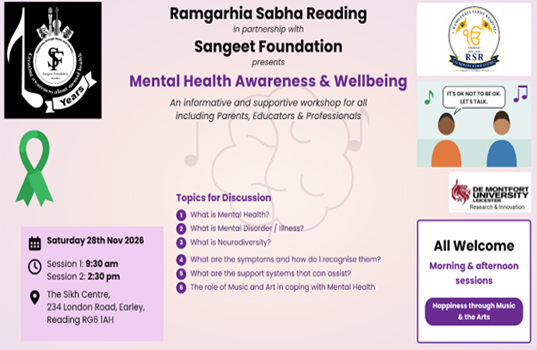 Ramgarhia Sabha Reading
in partnership with
Sangeet Foundation
presents
Mental Health Awareness & Wellbeing
An informative and supportive workshop for all
including Parents, Educators & Professionals
Sangeet Foundation
Years
RSR
IT'S OK NOT TO BE OK.
LET'S TALK.
DE MONTFORT
UNIVERSITY
LEICESTER
Research & Innovation
Topics for Discussion
1 What is Mental Health?
2 What is Mental Disorder / Illness?
3 What is Neurodiversity?
4 What are the symptoms and how do I recognise them?
5 What are the support systems that can assist?
6 The role of Music and Art in coping with Mental Health
Saturday 28th Nov 2026
Session 1: 9:30 am
Session 2: 2:30 pm
The Sikh Centre,
234 London Road, Earley,
Reading RG6 1AH
All Welcome
Morning & afternoon
sessions
Happiness through Music
& the Arts